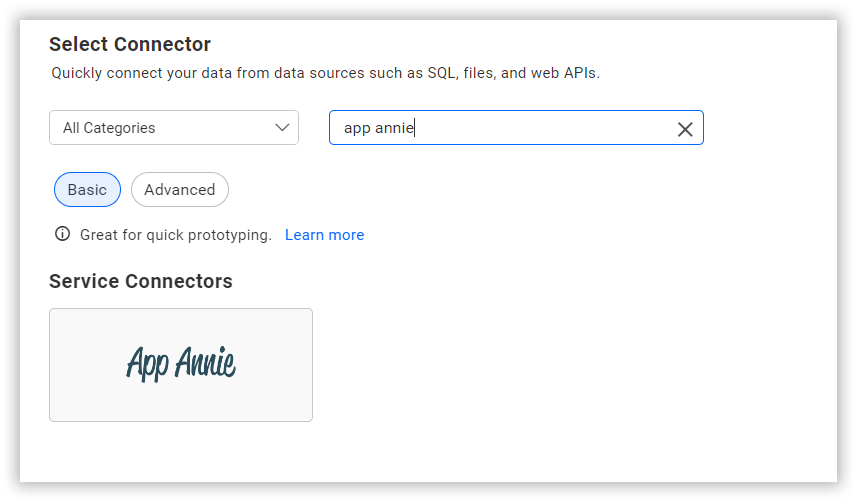 Select Connector
Quickly connect your data from data sources such as SQL, files, and web APIs.
All Categories
app annie
Basic
Advanced
Great for quick prototyping. Learn more
Service Connectors
App Annie